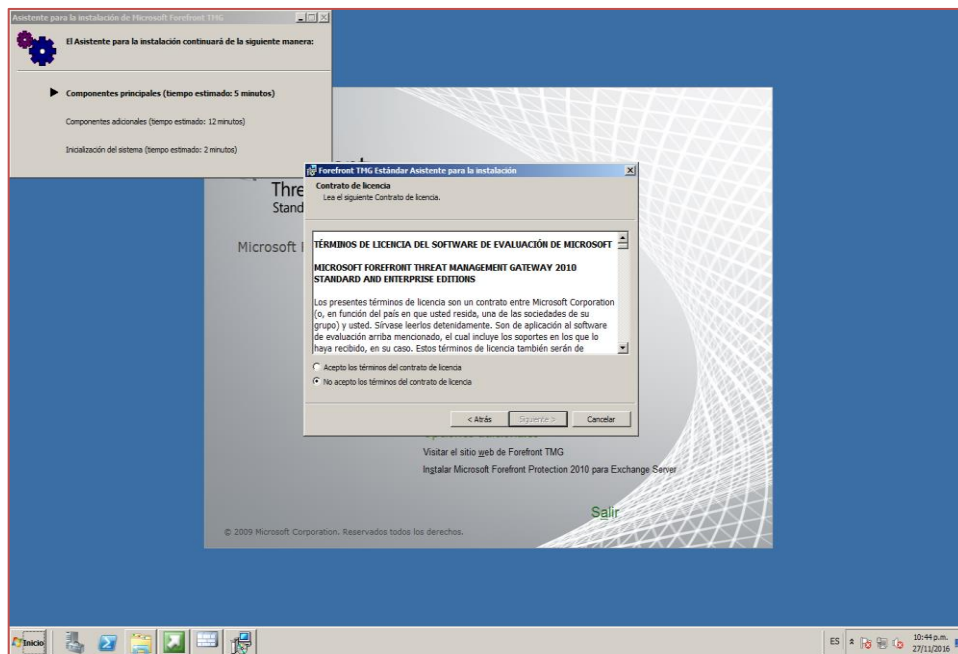 Asistente para la instalación de Microsoft Forefront TMG
El Asistente para la instalación continuará de la siguiente manera:
Componentes principales (tiempo estimado: 5 minutos)
Componentes adicionales (tiempo estimado: 12 minutos)
Inicialización del sistema (tiempo estimado: 2 minutos)
Thre
Stand
Microsoft
Forefront TMG Estándar Asistente para la instalación
Contrato de licencia
Lea el siguiente Contrato de licencia.
TÉRMINOS DE LICENCIA DEL SOFTWARE DE EVALUACIÓN DE MICROSOFT
MICROSOFT FOREFRONT THREAT MANAGEMENT GATEWAY 2010
STANDARD AND ENTERPRISE EDITIONS
Los presentes términos de licencia son un contrato entre Microsoft Corporation
(o, en función del país en que usted resida, una de las sociedades de su
grupo) y usted. Sírvase leerlos detenidamente. Son de aplicación al software
de evaluación arriba mencionado, el cual incluye los soportes en los que lo
haya recibido, en su caso. Estos términos de licencia también serán de
Acepto los términos del contrato de licencia
No acepto los términos del contrato de licencia
< Atrás Siguiente > Cancelar
Visitar el sitio web de Forefront TMG
Instalar Microsoft Forefront Protection 2010 para Exchange Server
Salir
© 2009 Microsoft Corporation. Reservados todos los derechos.
Inicio
ES
10:44 p.m.
27/11/2016